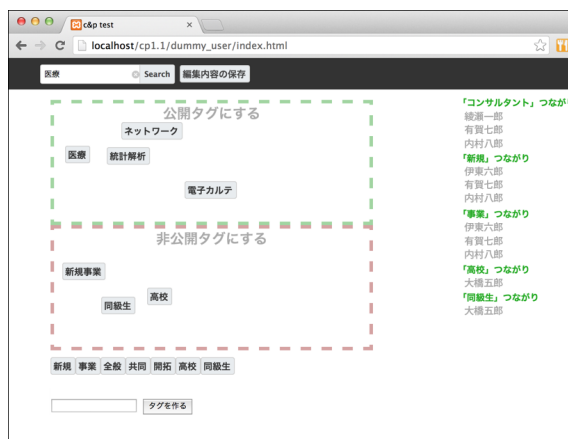 c&p test
localhost/cp1.1/dummy_user/index.html
医療 Search 編集内容の保存
公開タグにする
ネットワーク
医療 統計解析
電子カルテ
非公開タグにする
新規事業
高校
同級生
新規 事業 全般 共同 開拓 高校 同級生
タグを作る
「コンサルタント」つながり
綾瀬一郎
有賀七郎
内村八郎
「新規」つながり
伊東六郎
有賀七郎
内村八郎
「事業」つながり
伊東六郎
有賀七郎
内村八郎
「高校」つながり
大橋五郎
「同級生」つながり
大橋五郎